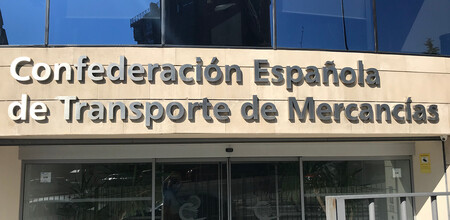 Confederación Española
de Transporte de Mercancías